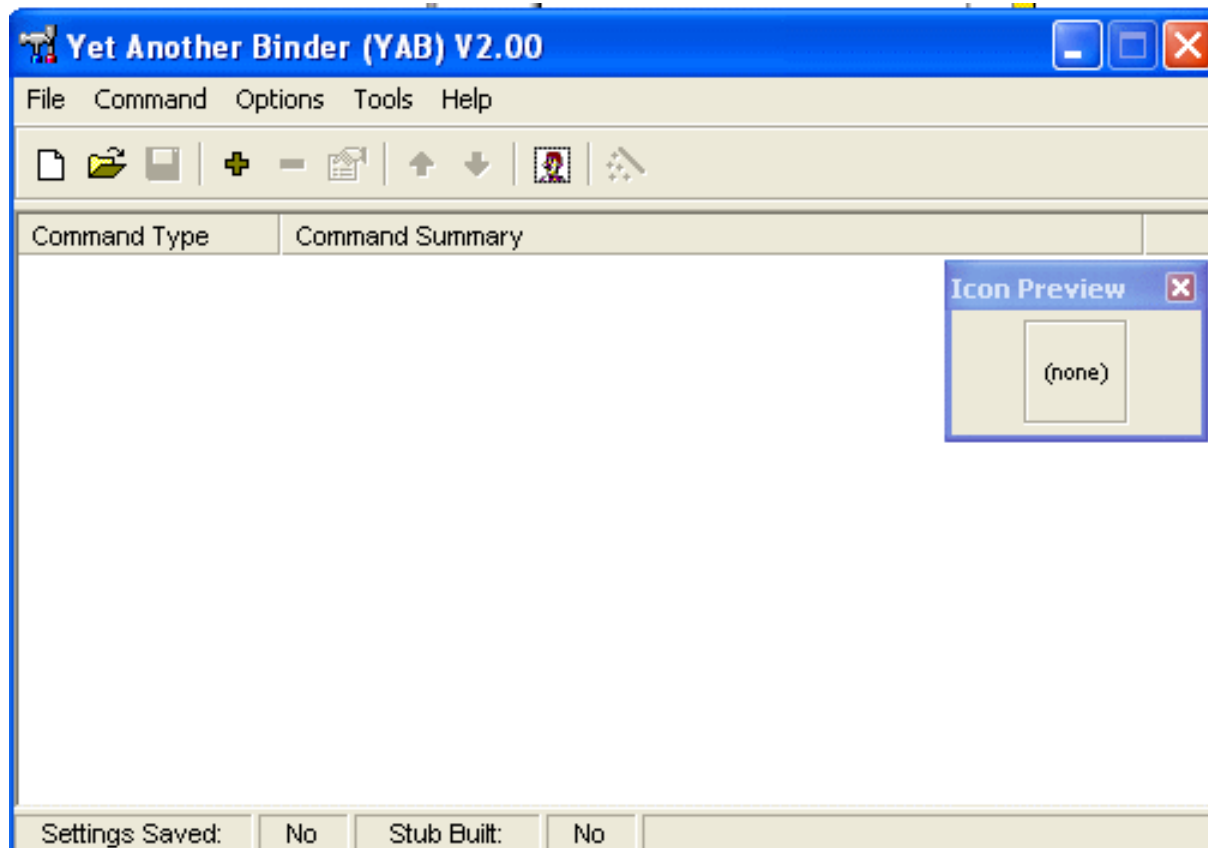 Yet Another Binder (YAB) V2.00
File Command Options Tools Help
Command Type Command Summary
Icon Preview
(none)
Settings Saved: No Stub Built: No